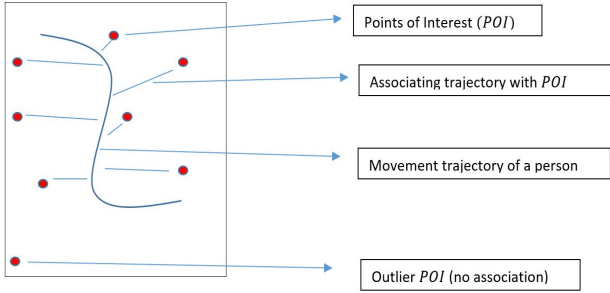 Points of Interest (POI)
Associating trajectory with POI
Movement trajectory of a person
Outlier POI (no association)